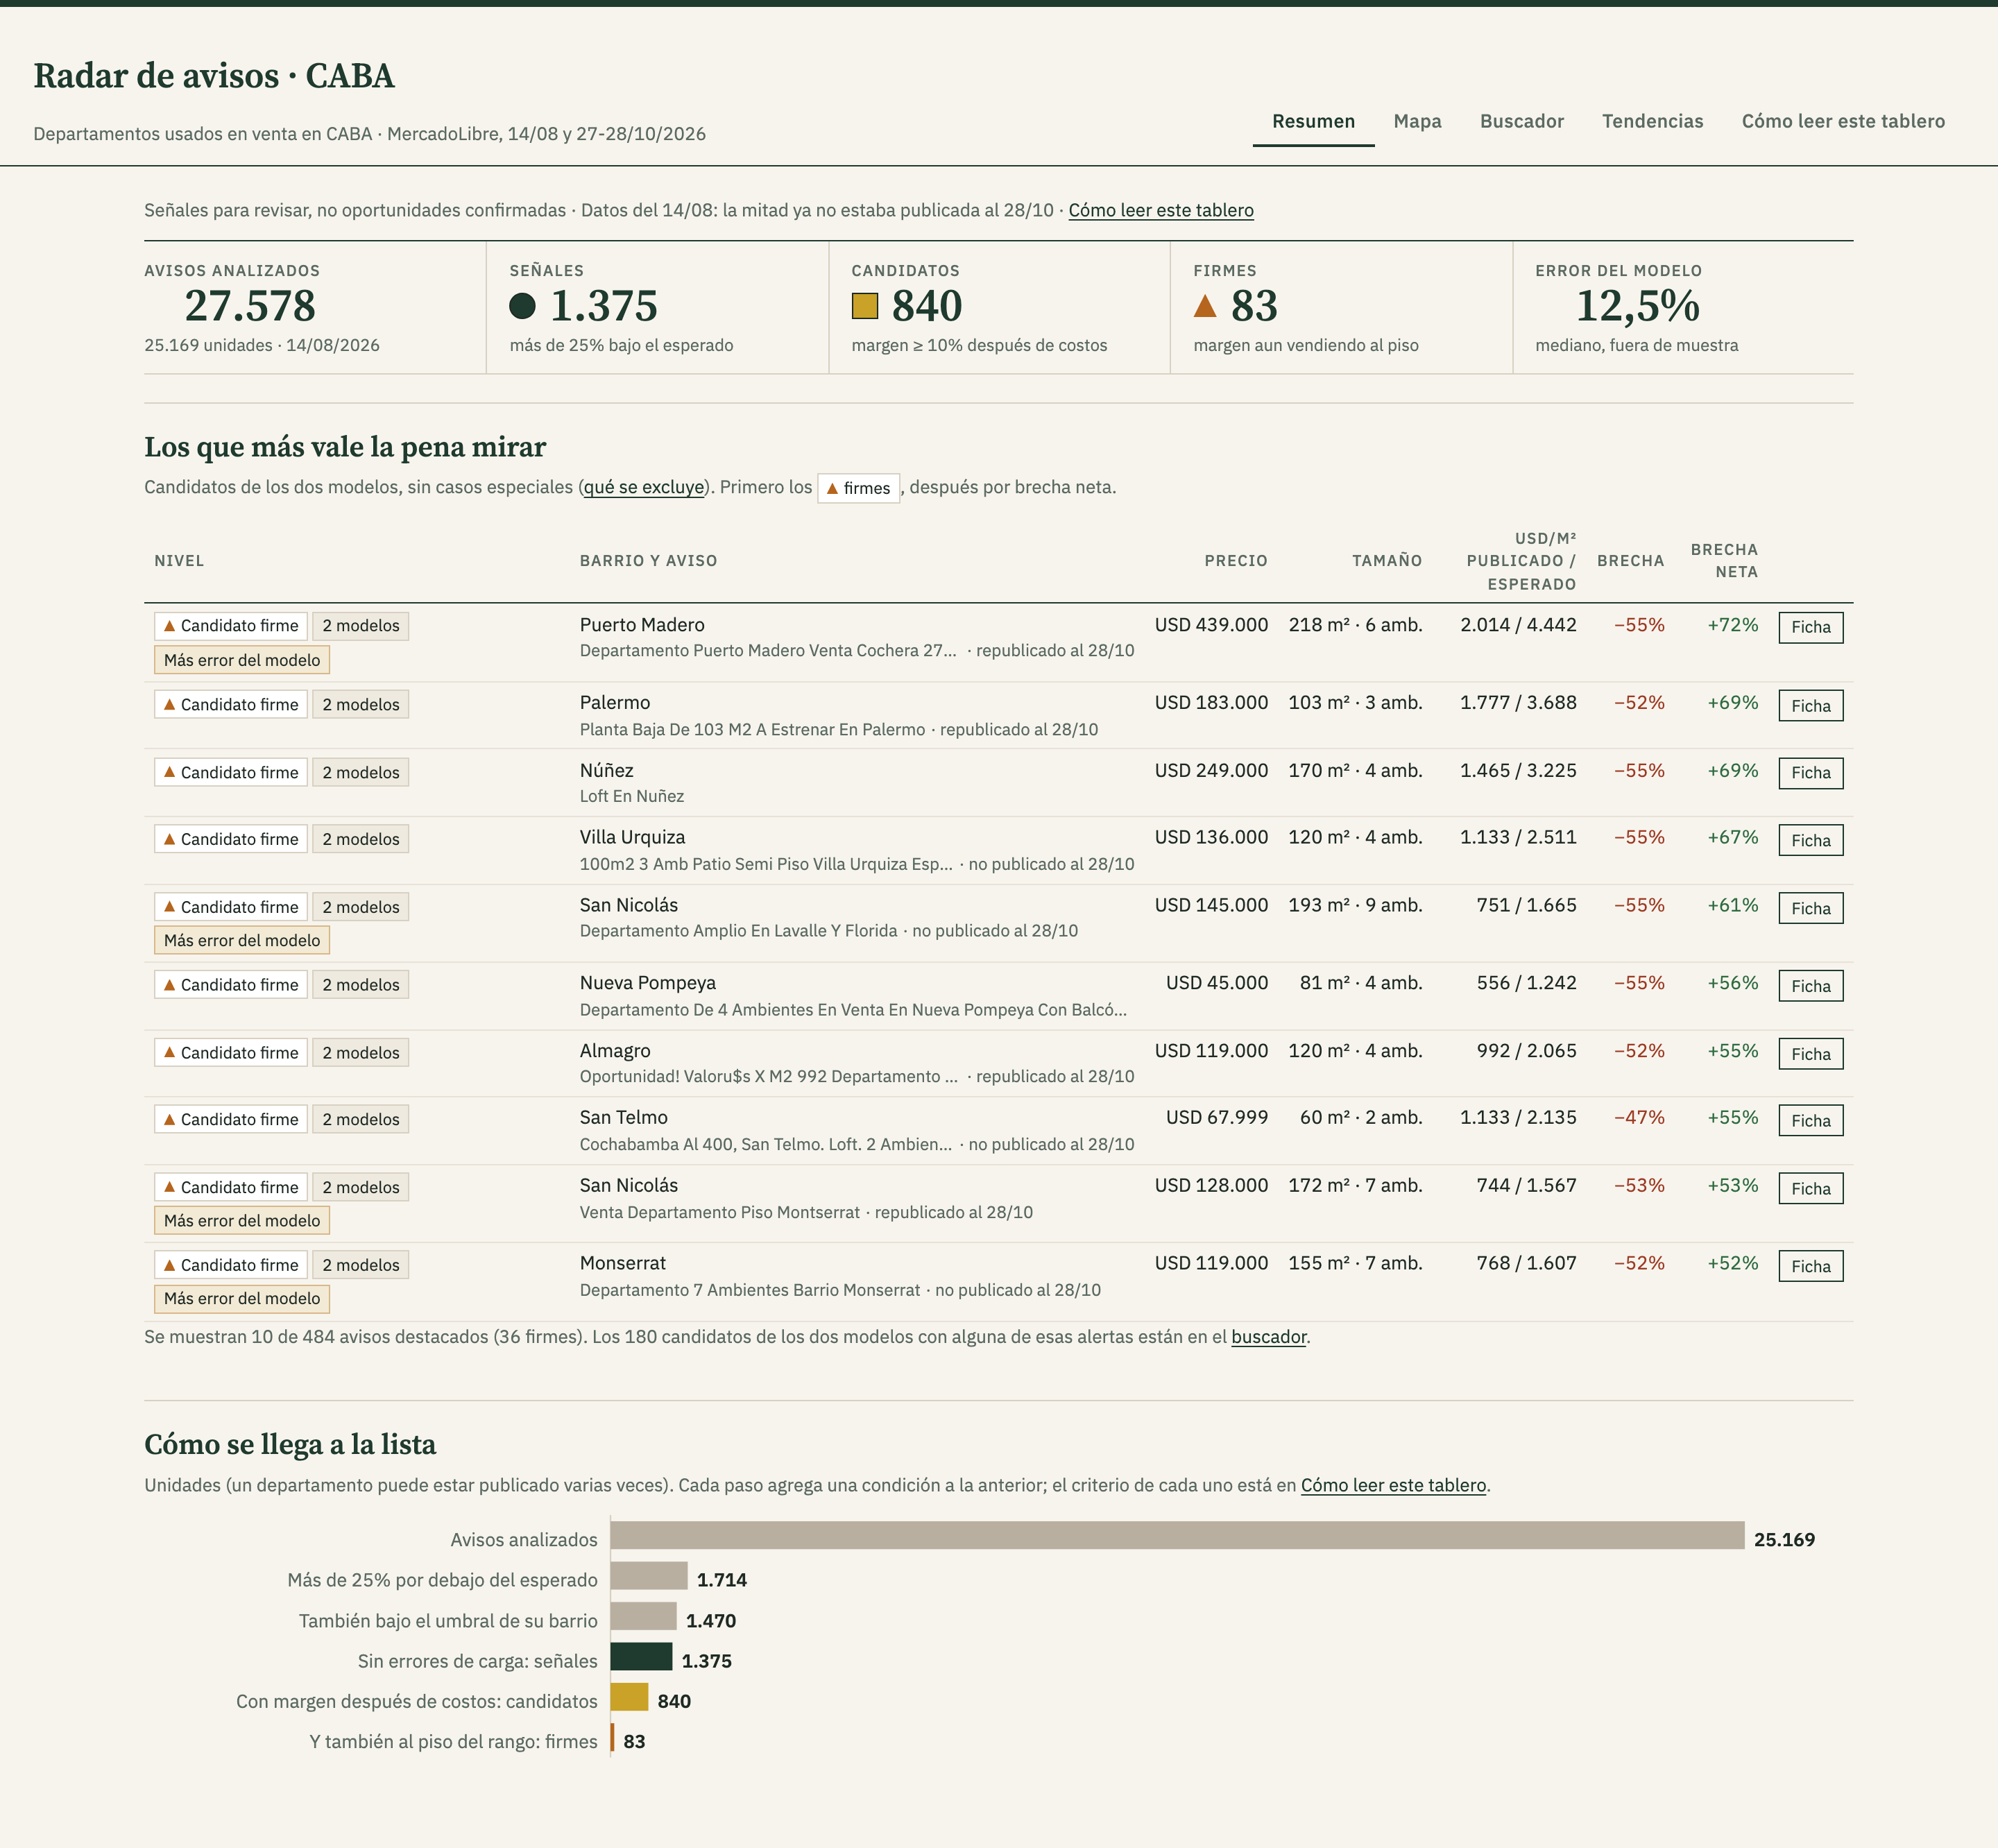 Radar de avisos · CABA
Departamentos usados en venta en CABA · MercadoLibre, 14/08 y 27-28/10/2026
Resumen Mapa Buscador Tendencias Cómo leer este tablero
Señales para revisar, no oportunidades confirmadas · Datos del 14/08: la mitad ya no estaba publicada al 28/10 · Cómo leer este tablero
AVISOS ANALIZADOS
27.578
25.169 unidades · 14/08/2026
SEÑALES
1.375
más de 25% bajo el esperado
CANDIDATOS
840
margen ≥ 10% después de costos
FIRMES
▲ 83
margen aun vendiendo al piso
ERROR DEL MODELO
12,5%
mediano, fuera de muestra
Los que más vale la pena mirar
Candidatos de los dos modelos, sin casos especiales (qué se excluye). Primero los ▲ firmes, después por brecha neta.
NIVEL BARRIO Y AVISO PRECIO TAMAÑO USD/M² PUBLICADO / ESPERADO BRECHA BRECHA NETA
▲ Candidato firme 2 modelos Puerto Madero USD 439.000 218 m² · 6 amb. 2.014 / 4.442 −55% +72% Ficha
Más error del modelo Departamento Puerto Madero Venta Cochera 27... · republicado al 28/10
▲ Candidato firme 2 modelos Palermo USD 183.000 103 m² · 3 amb. 1.777 / 3.688 −52% +69% Ficha
Planta Baja De 103 M2 A Estrenar En Palermo · republicado al 28/10
▲ Candidato firme 2 modelos Núñez USD 249.000 170 m² · 4 amb. 1.465 / 3.225 −55% +69% Ficha
Loft En Nuñez
▲ Candidato firme 2 modelos Villa Urquiza USD 136.000 120 m² · 4 amb. 1.133 / 2.511 −55% +67% Ficha
100m2 3 Amb Patio Semi Piso Villa Urquiza Esp... · no publicado al 28/10
▲ Candidato firme 2 modelos San Nicolás USD 145.000 193 m² · 9 amb. 751 / 1.665 −55% +61% Ficha
Más error del modelo Departamento Amplio En Lavalle Y Florida · no publicado al 28/10
▲ Candidato firme 2 modelos Nueva Pompeya USD 45.000 81 m² · 4 amb. 556 / 1.242 −55% +56% Ficha
Departamento De 4 Ambientes En Venta En Nueva Pompeya Con Balcó...
▲ Candidato firme 2 modelos Almagro USD 119.000 120 m² · 4 amb. 992 / 2.065 −52% +55% Ficha
Oportunidad! Valoru$s X M2 992 Departamento ... · republicado al 28/10
▲ Candidato firme 2 modelos San Telmo USD 67.999 60 m² · 2 amb. 1.133 / 2.135 −47% +55% Ficha
Cochabamba Al 400, San Telmo. Loft. 2 Ambien... · no publicado al 28/10
▲ Candidato firme 2 modelos San Nicolás USD 128.000 172 m² · 7 amb. 744 / 1.567 −53% +53% Ficha
Más error del modelo Venta Departamento Piso Montserrat · republicado al 28/10
▲ Candidato firme 2 modelos Monserrat USD 119.000 155 m² · 7 amb. 768 / 1.607 −52% +52% Ficha
Más error del modelo Departamento 7 Ambientes Barrio Monserrat · no publicado al 28/10
Se muestran 10 de 484 avisos destacados (36 firmes). Los 180 candidatos de los dos modelos con alguna de esas alertas están en el buscador.
Cómo se llega a la lista
Unidades (un departamento puede estar publicado varias veces). Cada paso agrega una condición a la anterior; el criterio de cada uno está en Cómo leer este tablero.
Avisos analizados 25.169
Más de 25% por debajo del esperado 1.714
También bajo el umbral de su barrio 1.470
Sin errores de carga: señales 1.375
Con margen después de costos: candidatos 840
Y también al piso del rango: firmes 83